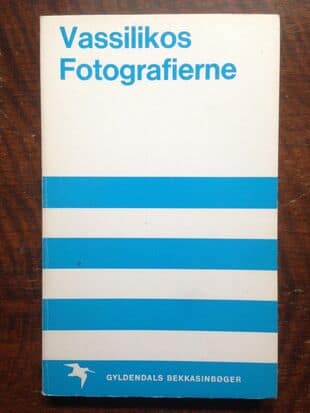 Vassilikos
Fotografierne
GYLDENDALS BEKKASINBØGER